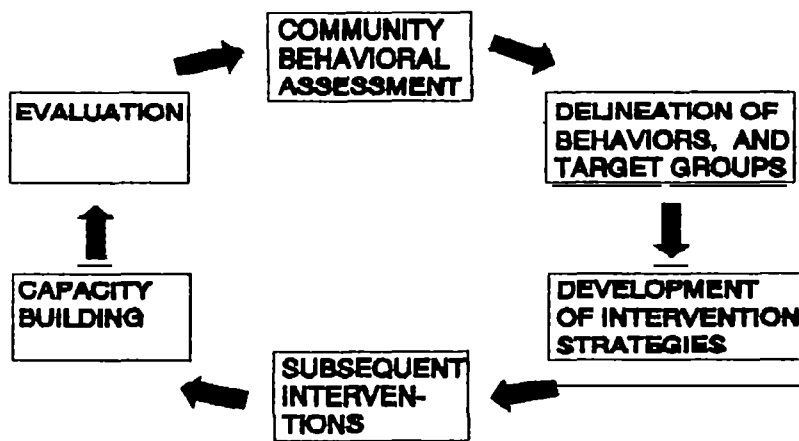 COMMUNITY
BEHAVIORAL
ASSESSMENT
DELINEATION OF
BEHAVIORS, AND
TARGET GROUPS
DEVELOPMENT
OF INTERVENTION
STRATEGIES
SUBSEQUENT
INTERVEN-
TIONS
CAPACITY
BUILDING
EVALUATION